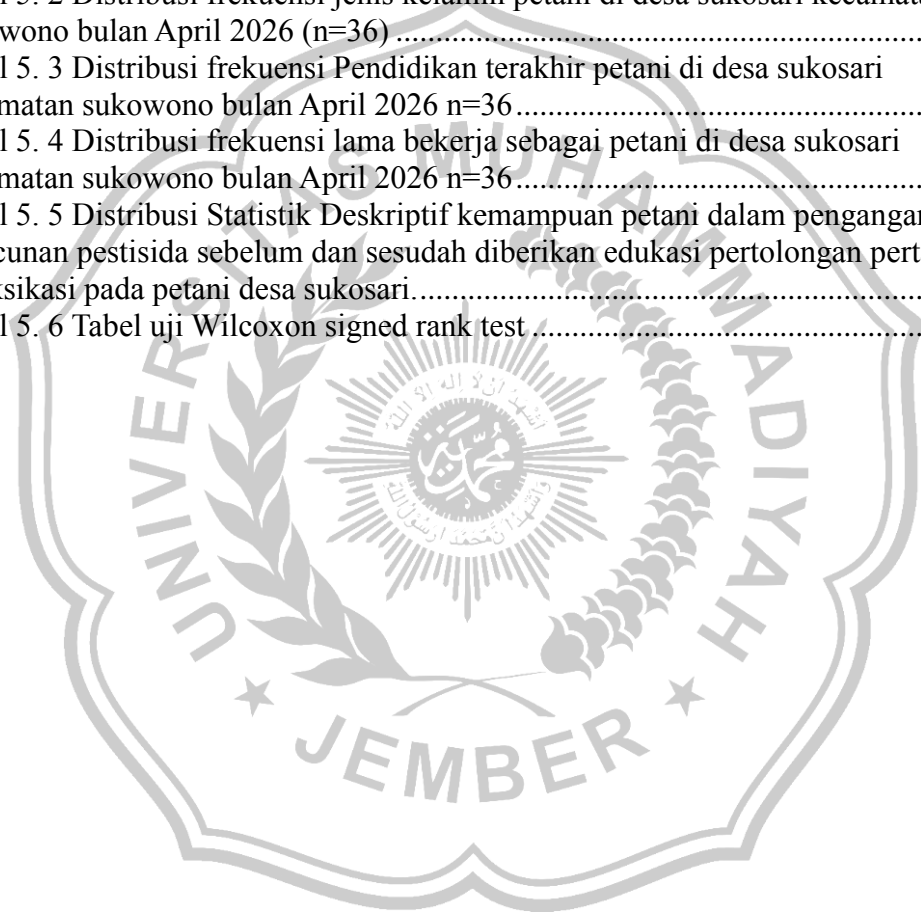 l 5. 2 Distribusi frekuensi jenis kelamin petani di desa sukosari kecamata
wono bulan April 2026 (n=36) ......................................................................
l 5. 3 Distribusi frekuensi Pendidikan terakhir petani di desa sukosari
matan sukowono bulan April 2026 n=36......................................................
l 5. 4 Distribusi frekuensi lama bekerja sebagai petani di desa sukosari
matan sukowono bulan April 2026 n=36......................................................
l 5. 5 Distribusi Statistik Deskriptif kemampuan petani dalam pengangan
cunan pestisida sebelum dan sesudah diberikan edukasi pertolongan pert
ksikasi pada petani desa sukosari...................................................................
l 5. 6 Tabel uji Wilcoxon signed rank test ....................................................
UNIVERSITAS MUHAMMADIYAH
JEMBER